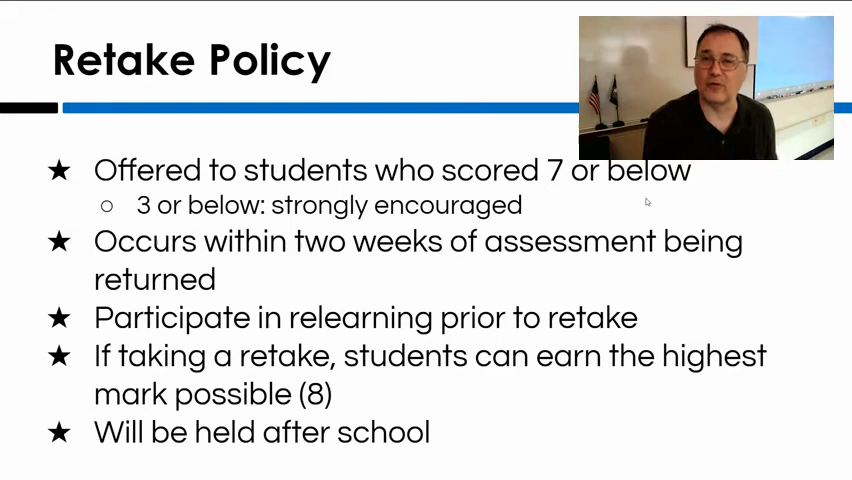 Retake Policy
★ Offered to students who scored 7 or below
○ 3 or below: strongly encouraged
★ Occurs within two weeks of assessment being
returned
★ Participate in relearning prior to retake
★ If taking a retake, students can earn the highest
mark possible (8)
★ Will be held after school